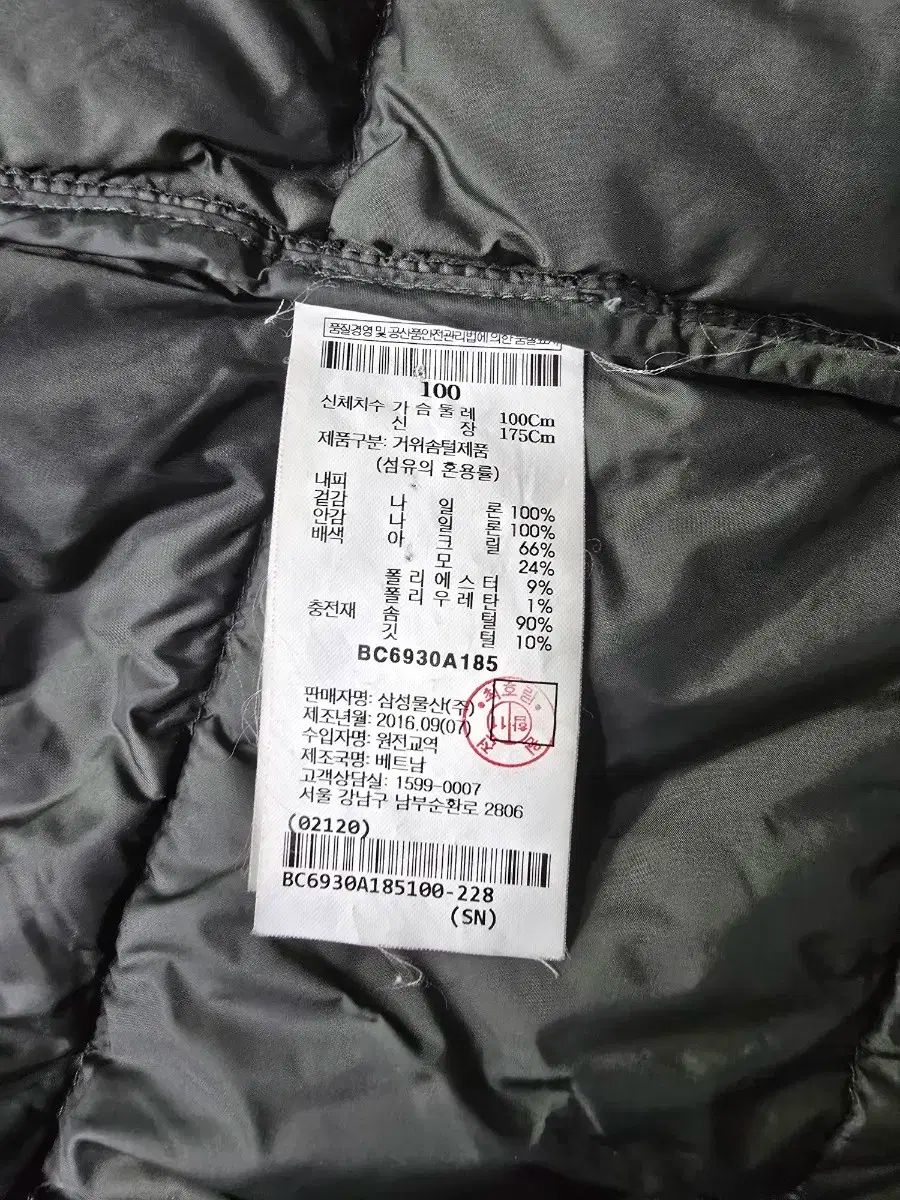 품질경영 및 공산품안전관리법에 의한 품질표시
100
신체치수 가 슴 둘 레 100Cm
신 장 175Cm
제품구분: 거위솜털제품
(섬유의 혼용률)
내피
겉감 나 일 론 100%
안감 나 일 론 100%
배색 아 크 릴 66%
모 24%
폴 리 에 스 터 9%
폴 리 우 레 탄 1%
충전재 솜 털 90%
깃 털 10%
BC6930A185
판매자명: 삼성물산(주)
제조년월: 2016.09(07)
수입자명: 원전교역
제조국명: 베트남
고객상담실: 1599-0007
서울 강남구 남부순환로 2806
(02120)
BC6930A185100-228
(SN)
합 11